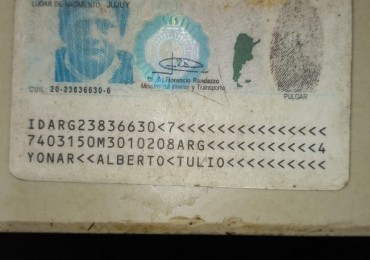 LUGAR DE NACIMIENTO: JUJUY
Cr. A. Florencio Randazzo
Ministro del Interior y Transporte
CUIL 20-23836630-6
PULGAR
IDARG23836630<7<<<<<<<<<<<<<<<
7403150M3010208ARG<<<<<<<<<<<4
YONAR<<ALBERTO<TULIO<<<<<<<<<<